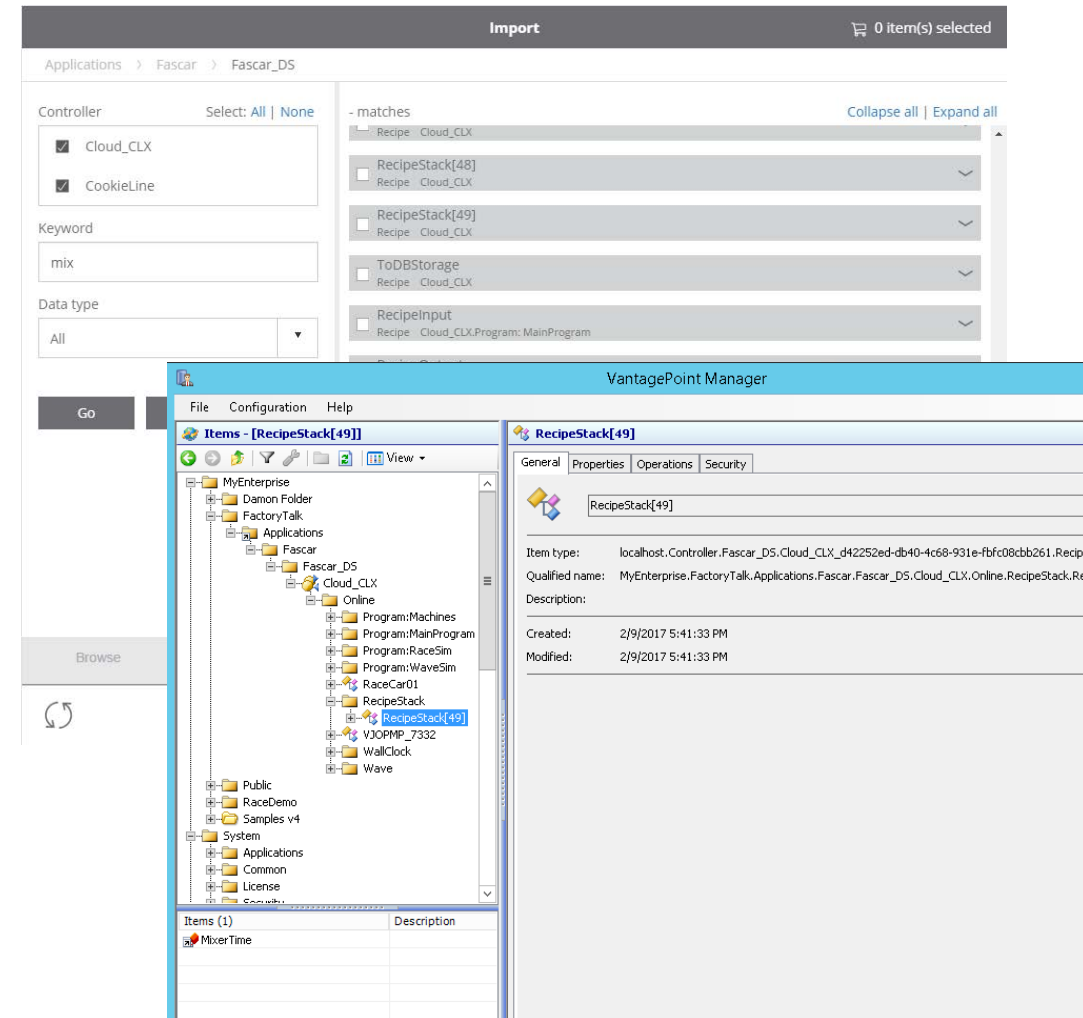 Import
0 item(s) selected
Applications > Fascar > Fascar_DS
Controller Select: All | None
Cloud_CLX
CookieLine
Keyword
mix
Data type
All
Go
Browse
- matches Collapse all | Expand all
Recipe Cloud_CLX
RecipeStack[48]
Recipe Cloud_CLX
RecipeStack[49]
Recipe Cloud_CLX
ToDBStorage
Recipe Cloud_CLX
RecipeInput
Recipe Cloud_CLX.Program: MainProgram
VantagePoint Manager
File Configuration Help
Items - [RecipeStack[49]]
View
MyEnterprise
Damon Folder
FactoryTalk
Applications
Fascar
Fascar_DS
Cloud_CLX
Online
Program:Machines
Program:MainProgram
Program:RaceSim
Program:WaveSim
RaceCar01
RecipeStack
RecipeStack[49]
VJOPMP_7332
WallClock
Wave
Public
RaceDemo
Samples v4
System
Applications
Common
License
Security
Items (1) Description
MixerTime
RecipeStack[49]
General Properties Operations Security
RecipeStack[49]
Item type: localhost.Controller.Fascar_DS.Cloud_CLX_d42252ed-db40-4c68-931e-fbfc08cbb261.Recip
Qualified name: MyEnterprise.FactoryTalk.Applications.Fascar.Fascar_DS.Cloud_CLX.Online.RecipeStack.Re
Description:
Created: 2/9/2017 5:41:33 PM
Modified: 2/9/2017 5:41:33 PM